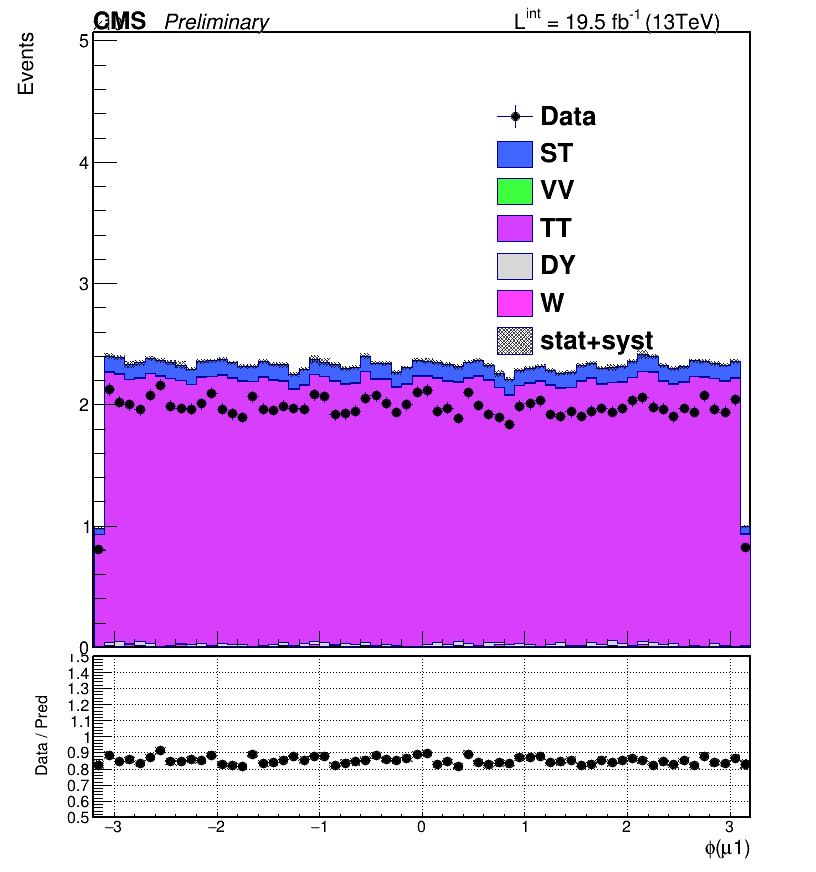 CMS Preliminary L^int = 19.5 fb^-1 (13TeV)
Events
5
4
3
2
1
0
Data
ST
VV
TT
DY
W
stat+syst
Data / Pred
1.5
1.4
1.3
1.2
1.1
1
0.9
0.8
0.7
0.6
0.5
−3 −2 −1 0 1 2 3
ϕ(μ1)